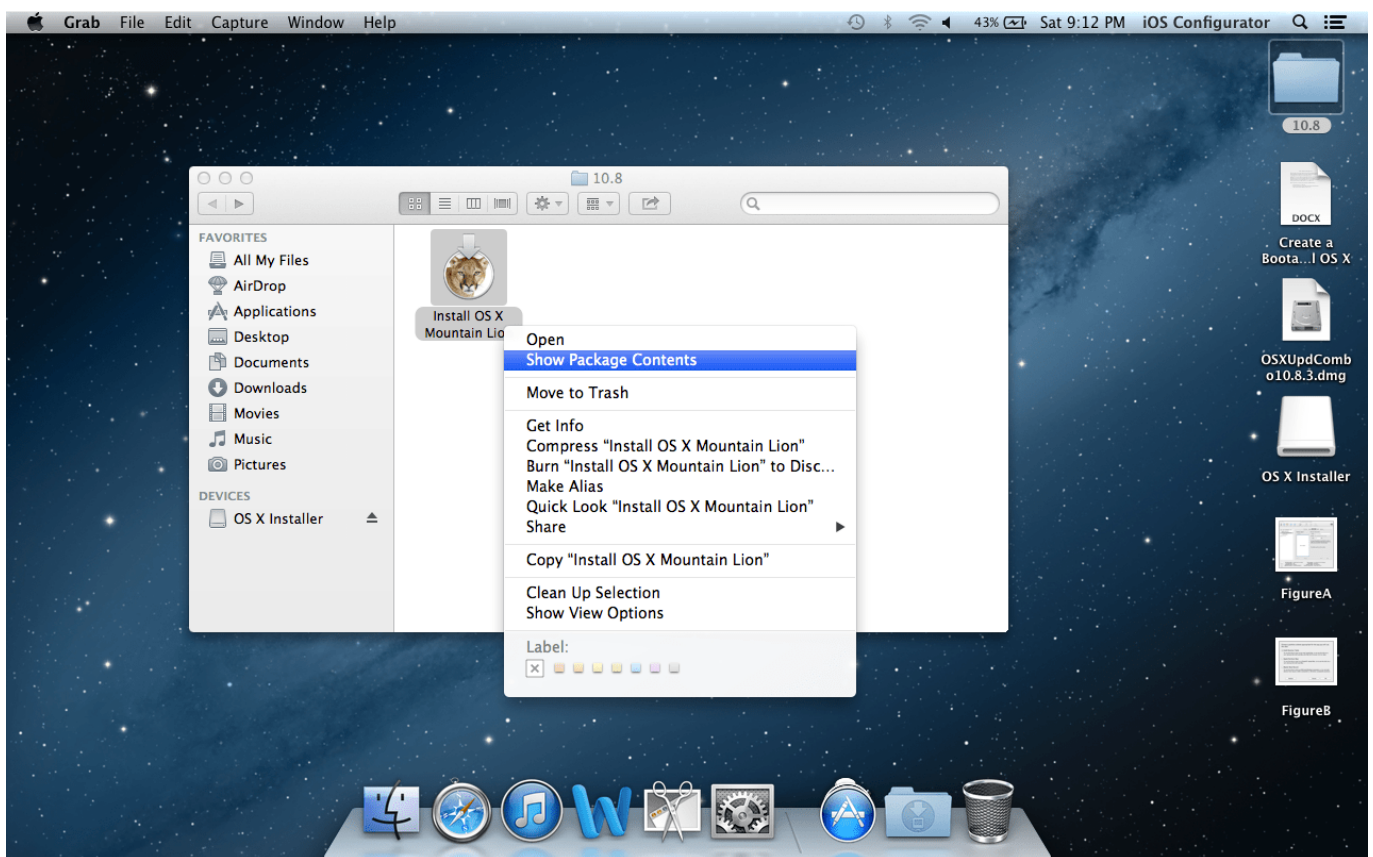 Grab File Edit Capture Window Help 43% Sat 9:12 PM iOS Configurator
10.8
DOCX
Create a
Boota...l OS X
OSXUpdComb
o10.8.3.dmg
OS X Installer
FigureA
FigureB
10.8
FAVORITES
All My Files
AirDrop
Applications
Desktop
Documents
Downloads
Movies
Music
Pictures
DEVICES
OS X Installer
Install OS X
Mountain Lio
Open
Show Package Contents
Move to Trash
Get Info
Compress “Install OS X Mountain Lion”
Burn “Install OS X Mountain Lion” to Disc...
Make Alias
Quick Look “Install OS X Mountain Lion”
Share
Copy “Install OS X Mountain Lion”
Clean Up Selection
Show View Options
Label: